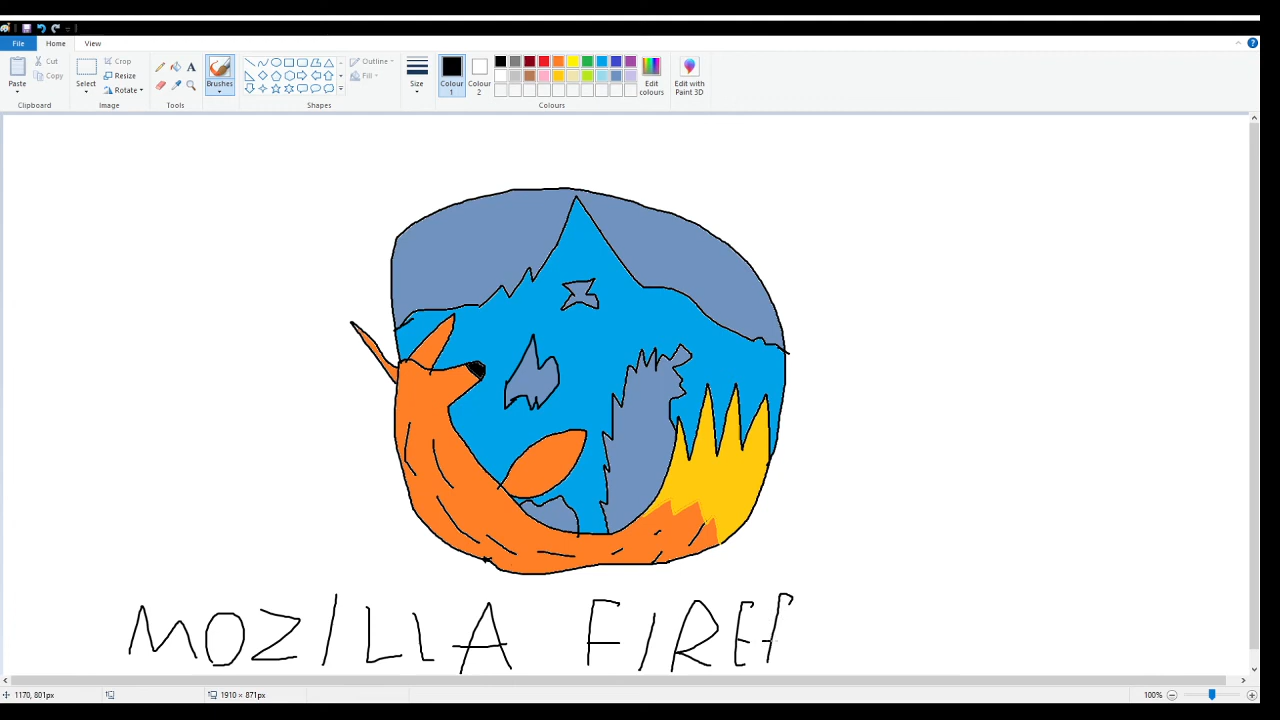 File Home View
Cut
Copy
Paste
Clipboard
Select
Crop
Resize
Rotate
Image
Tools
Brushes
Shapes
Outline
Fill
Size
Colour 1
Colour 2
Edit colours
Edit with Paint 3D
Colours
MOZILLA FIREF
1170, 801px
1910 × 871px
100%